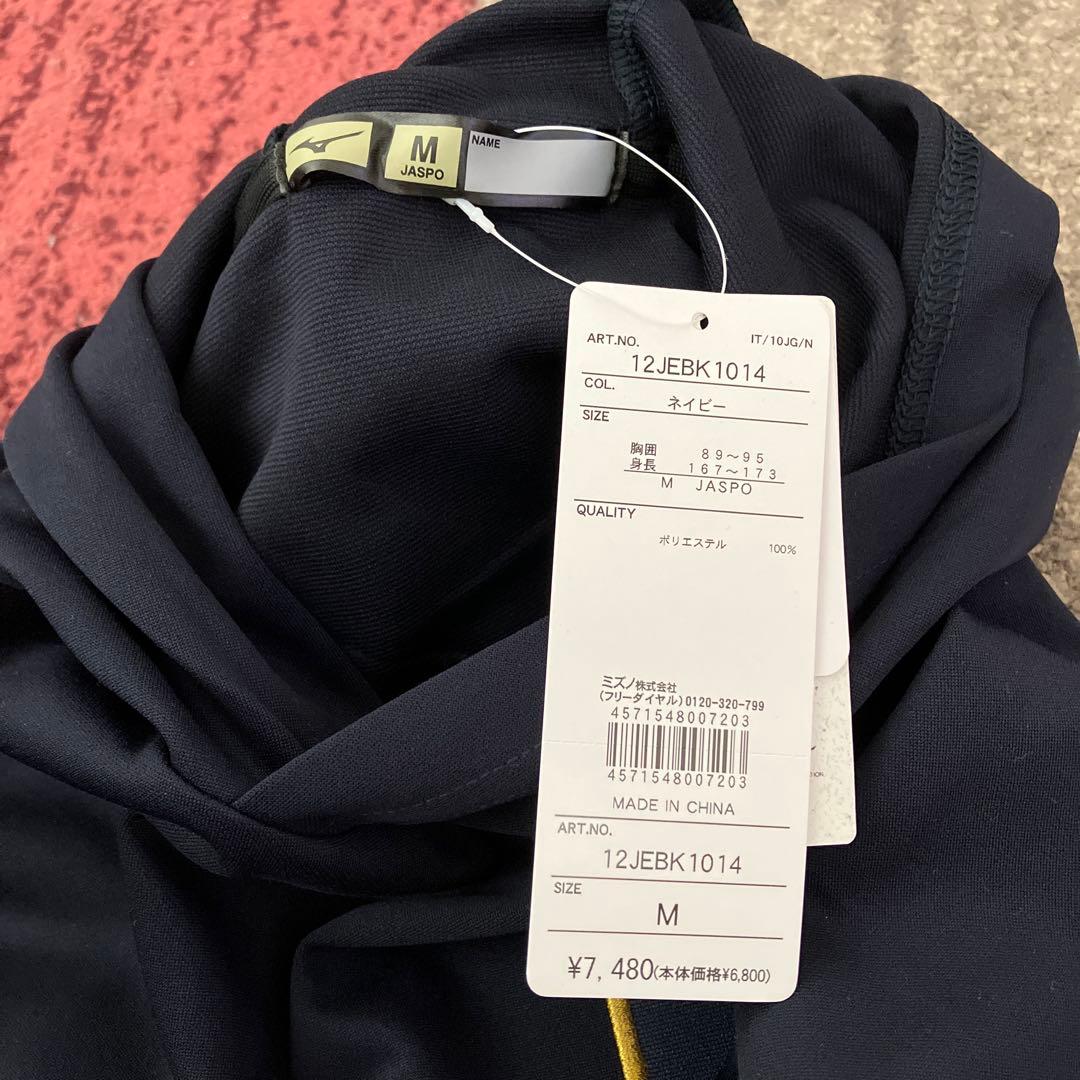 M
JASPO
NAME
ART.NO.
IT/10JG/N
12JEBK1014
COL.
ネイビー
SIZE
胸囲 89～95
身長 167～173
M JASPO
QUALITY
ポリエステル 100%
ミズノ株式会社
(フリーダイヤル)0120-320-799
4571548007203
4571548007203
MADE IN CHINA
ART.NO.
12JEBK1014
SIZE
M
¥7,480(本体価格¥6,800)